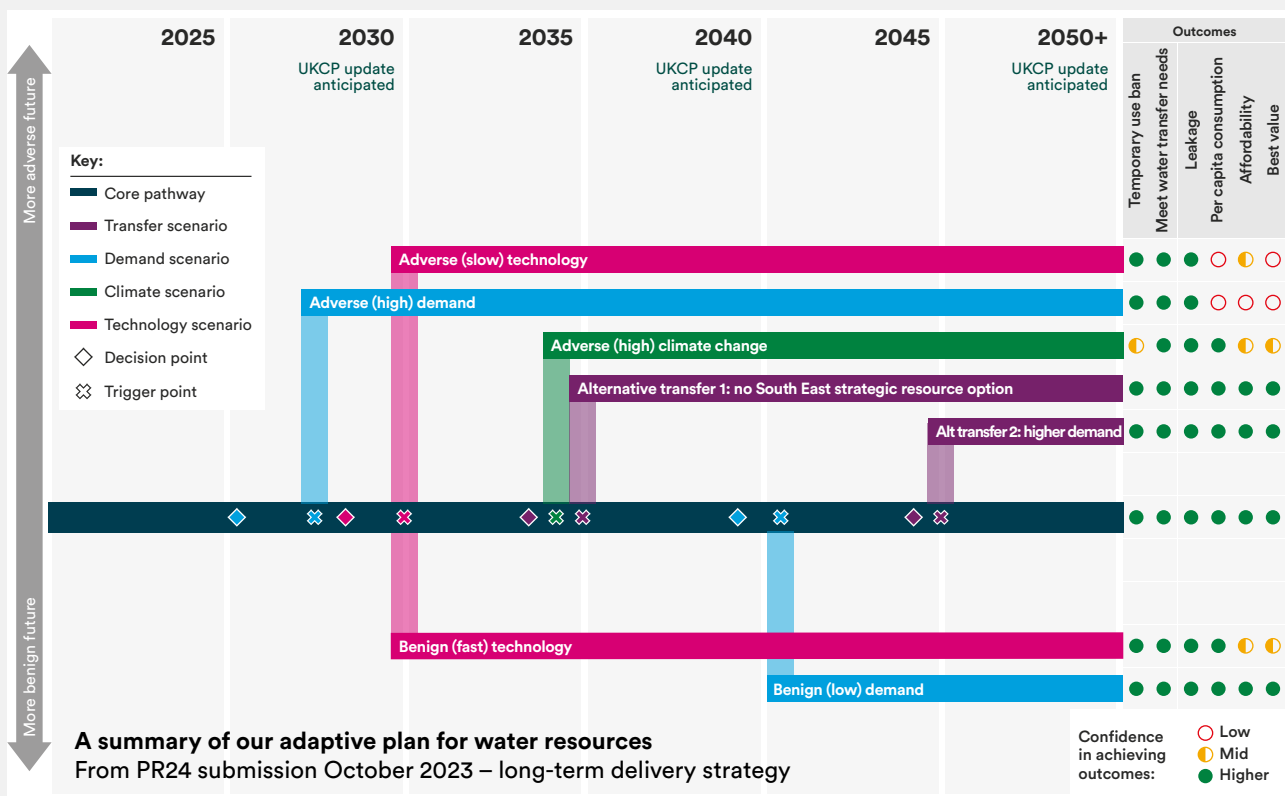 2025
2030
2035
2040
2045
2050+
UKCP update
anticipated
UKCP update
anticipated
UKCP update
anticipated
Outcomes
Temporary use ban
Meet water transfer needs
Leakage
Per capita consumption
Affordability
Best value
More adverse future
Key:
Core pathway
Transfer scenario
Demand scenario
Climate scenario
Technology scenario
Decision point
Trigger point
Adverse (slow) technology
Adverse (high) demand
Adverse (high) climate change
Alternative transfer 1: no South East strategic resource option
Alt transfer 2: higher demand
Benign (fast) technology
Benign (low) demand
More benign future
A summary of our adaptive plan for water resources
From PR24 submission October 2023 – long-term delivery strategy
Confidence
in achieving
outcomes:
Low
Mid
Higher